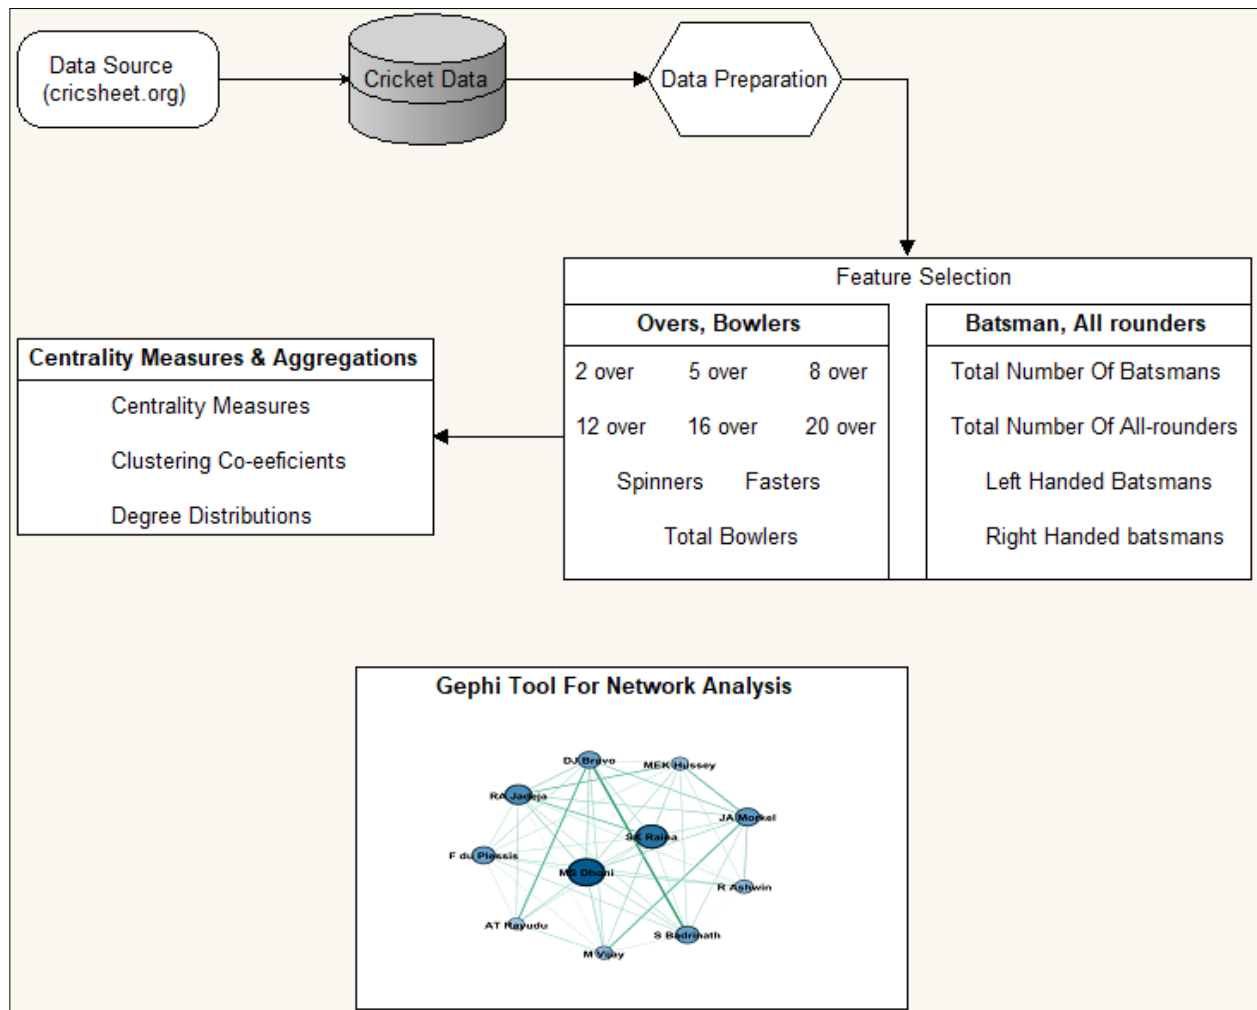 Data Source
(cricsheet.org)
Cricket Data
Data Preparation
Feature Selection
Overs, Bowlers
2 over 5 over 8 over
12 over 16 over 20 over
Spinners Fasters
Total Bowlers
Batsman, All rounders
Total Number Of Batsmans
Total Number Of All-rounders
Left Handed Batsmans
Right Handed batsmans
Centrality Measures & Aggregations
Centrality Measures
Clustering Co-eeficients
Degree Distributions
Gephi Tool For Network Analysis
DJ Bravo
MEK Hussey
RA Jadeja
JA Morkel
SK Raina
F du Plessis
MS Dhoni
R Ashwin
AT Rayudu
S Badrinath
M Vijay